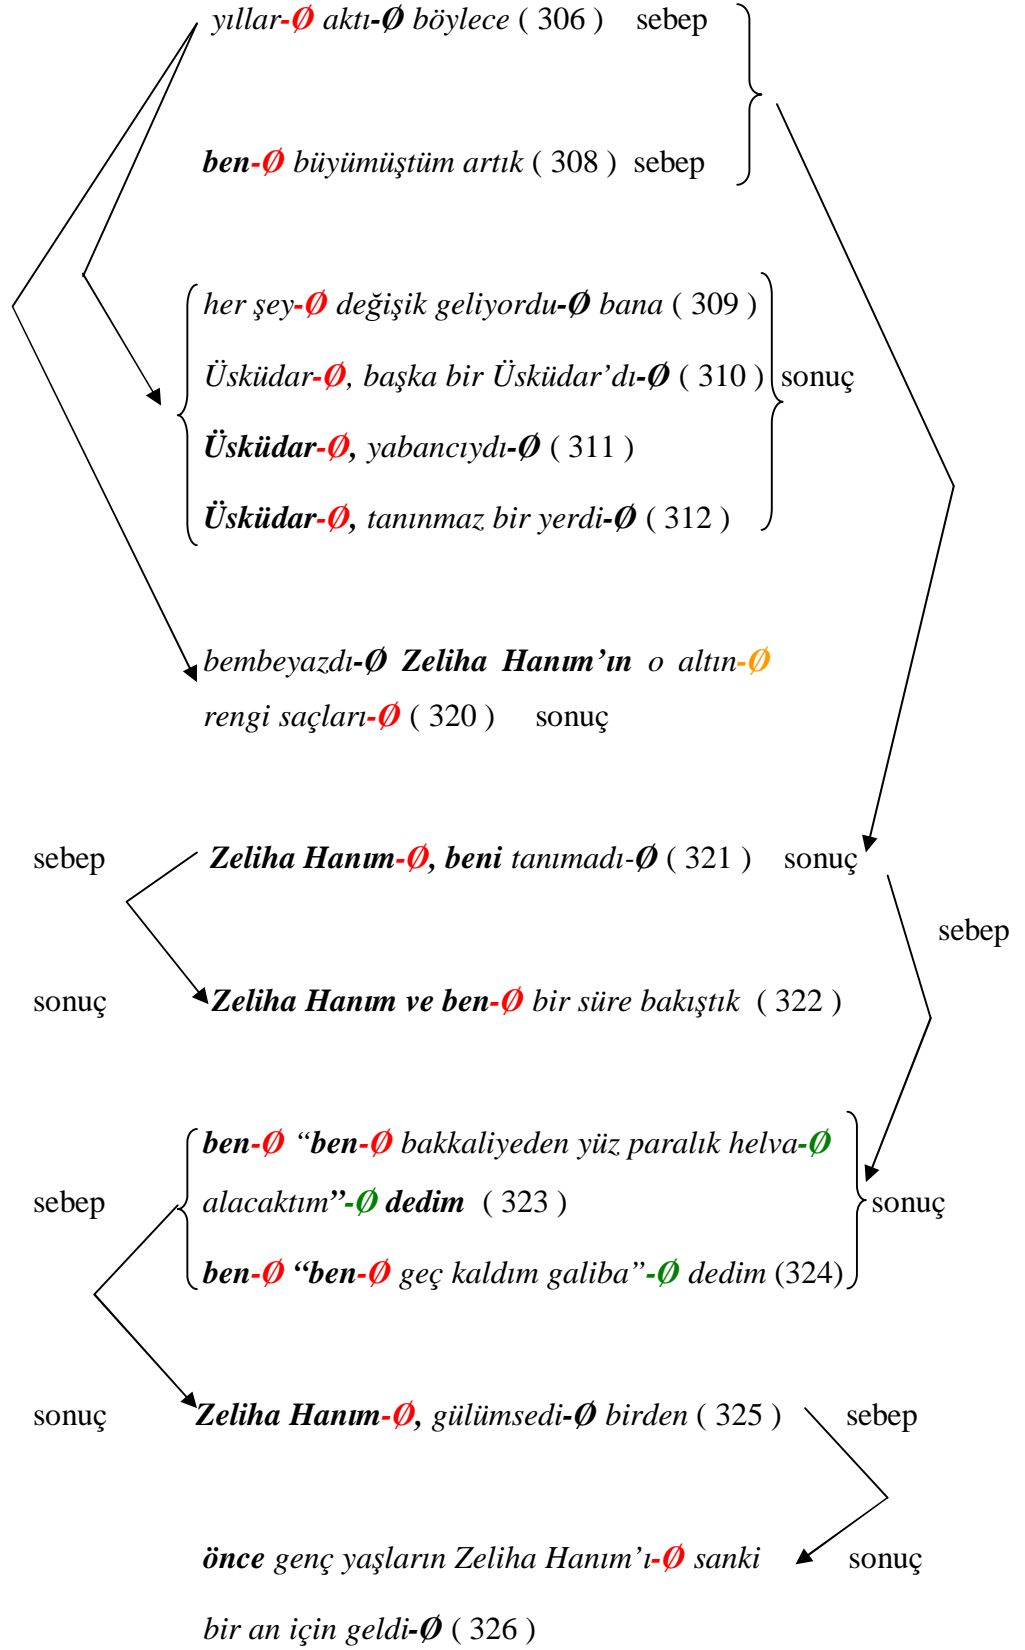 yıllar-Ø aktı-Ø böylece ( 306 ) sebep
ben-Ø büyümüştüm artık ( 308 ) sebep
her şey-Ø değişik geliyordu-Ø bana ( 309 )
Üsküdar-Ø, başka bir Üsküdar’dı-Ø ( 310 ) sonuç
Üsküdar-Ø, yabancıydı-Ø ( 311 )
Üsküdar-Ø, tanınmaz bir yerdi-Ø ( 312 )
bembeyazdı-Ø Zeliha Hanım’ın o altın-Ø
rengi saçları-Ø ( 320 ) sonuç
sebep Zeliha Hanım-Ø, beni tanımadı-Ø ( 321 ) sonuç
sebep
sonuç Zeliha Hanım ve ben-Ø bir süre bakıştık ( 322 )
ben-Ø “ben-Ø bakkaliyeden yüz paralık helva-Ø
sebep alacaktım”-Ø dedim ( 323 ) sonuç
ben-Ø “ben-Ø geç kaldım galiba”-Ø dedim (324)
sonuç Zeliha Hanım-Ø, gülümsedi-Ø birden ( 325 ) sebep
önce genç yaşların Zeliha Hanım’ı-Ø sanki sonuç
bir an için geldi-Ø ( 326 )